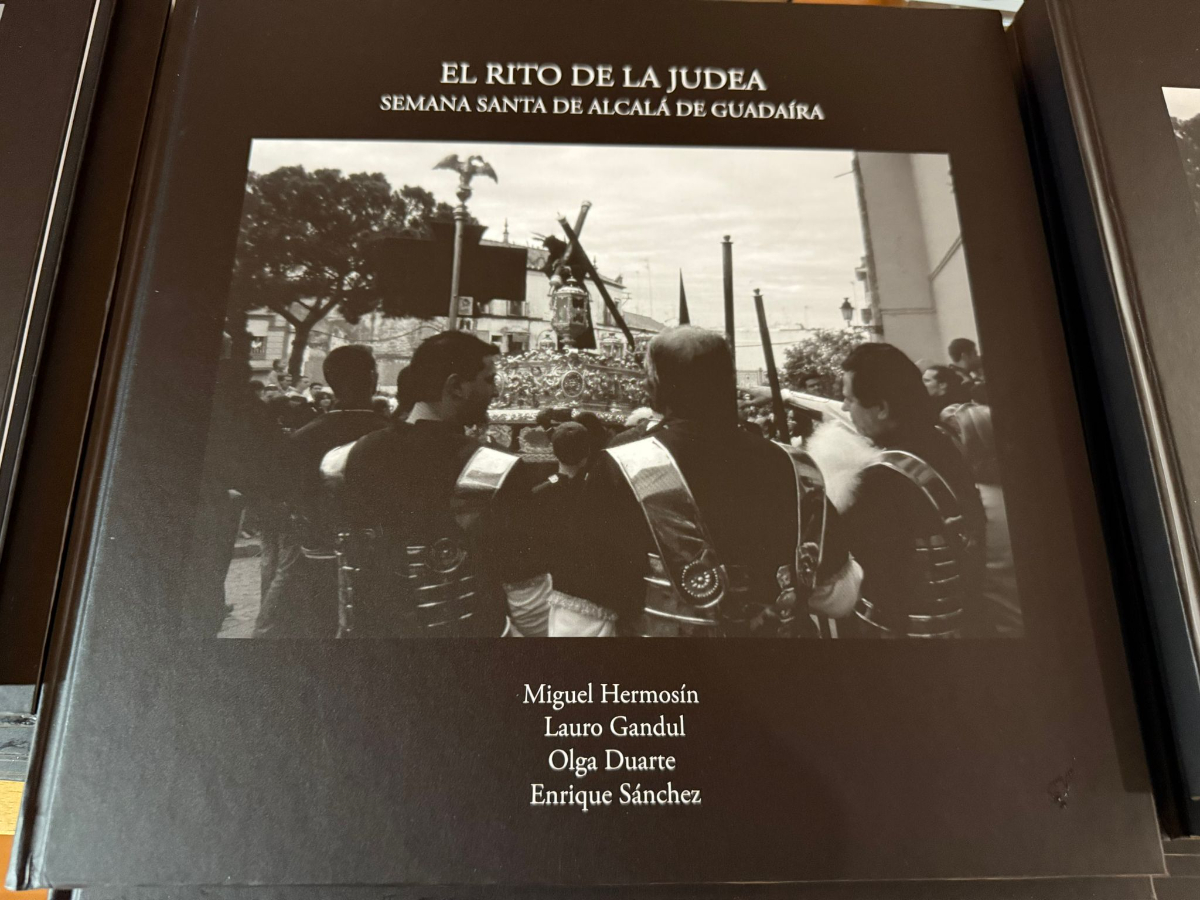 EL RITO DE LA JUDEA
SEMANA SANTA DE ALCALÁ DE GUADAÍRA
Miguel Hermosín
Lauro Gandul
Olga Duarte
Enrique Sánchez